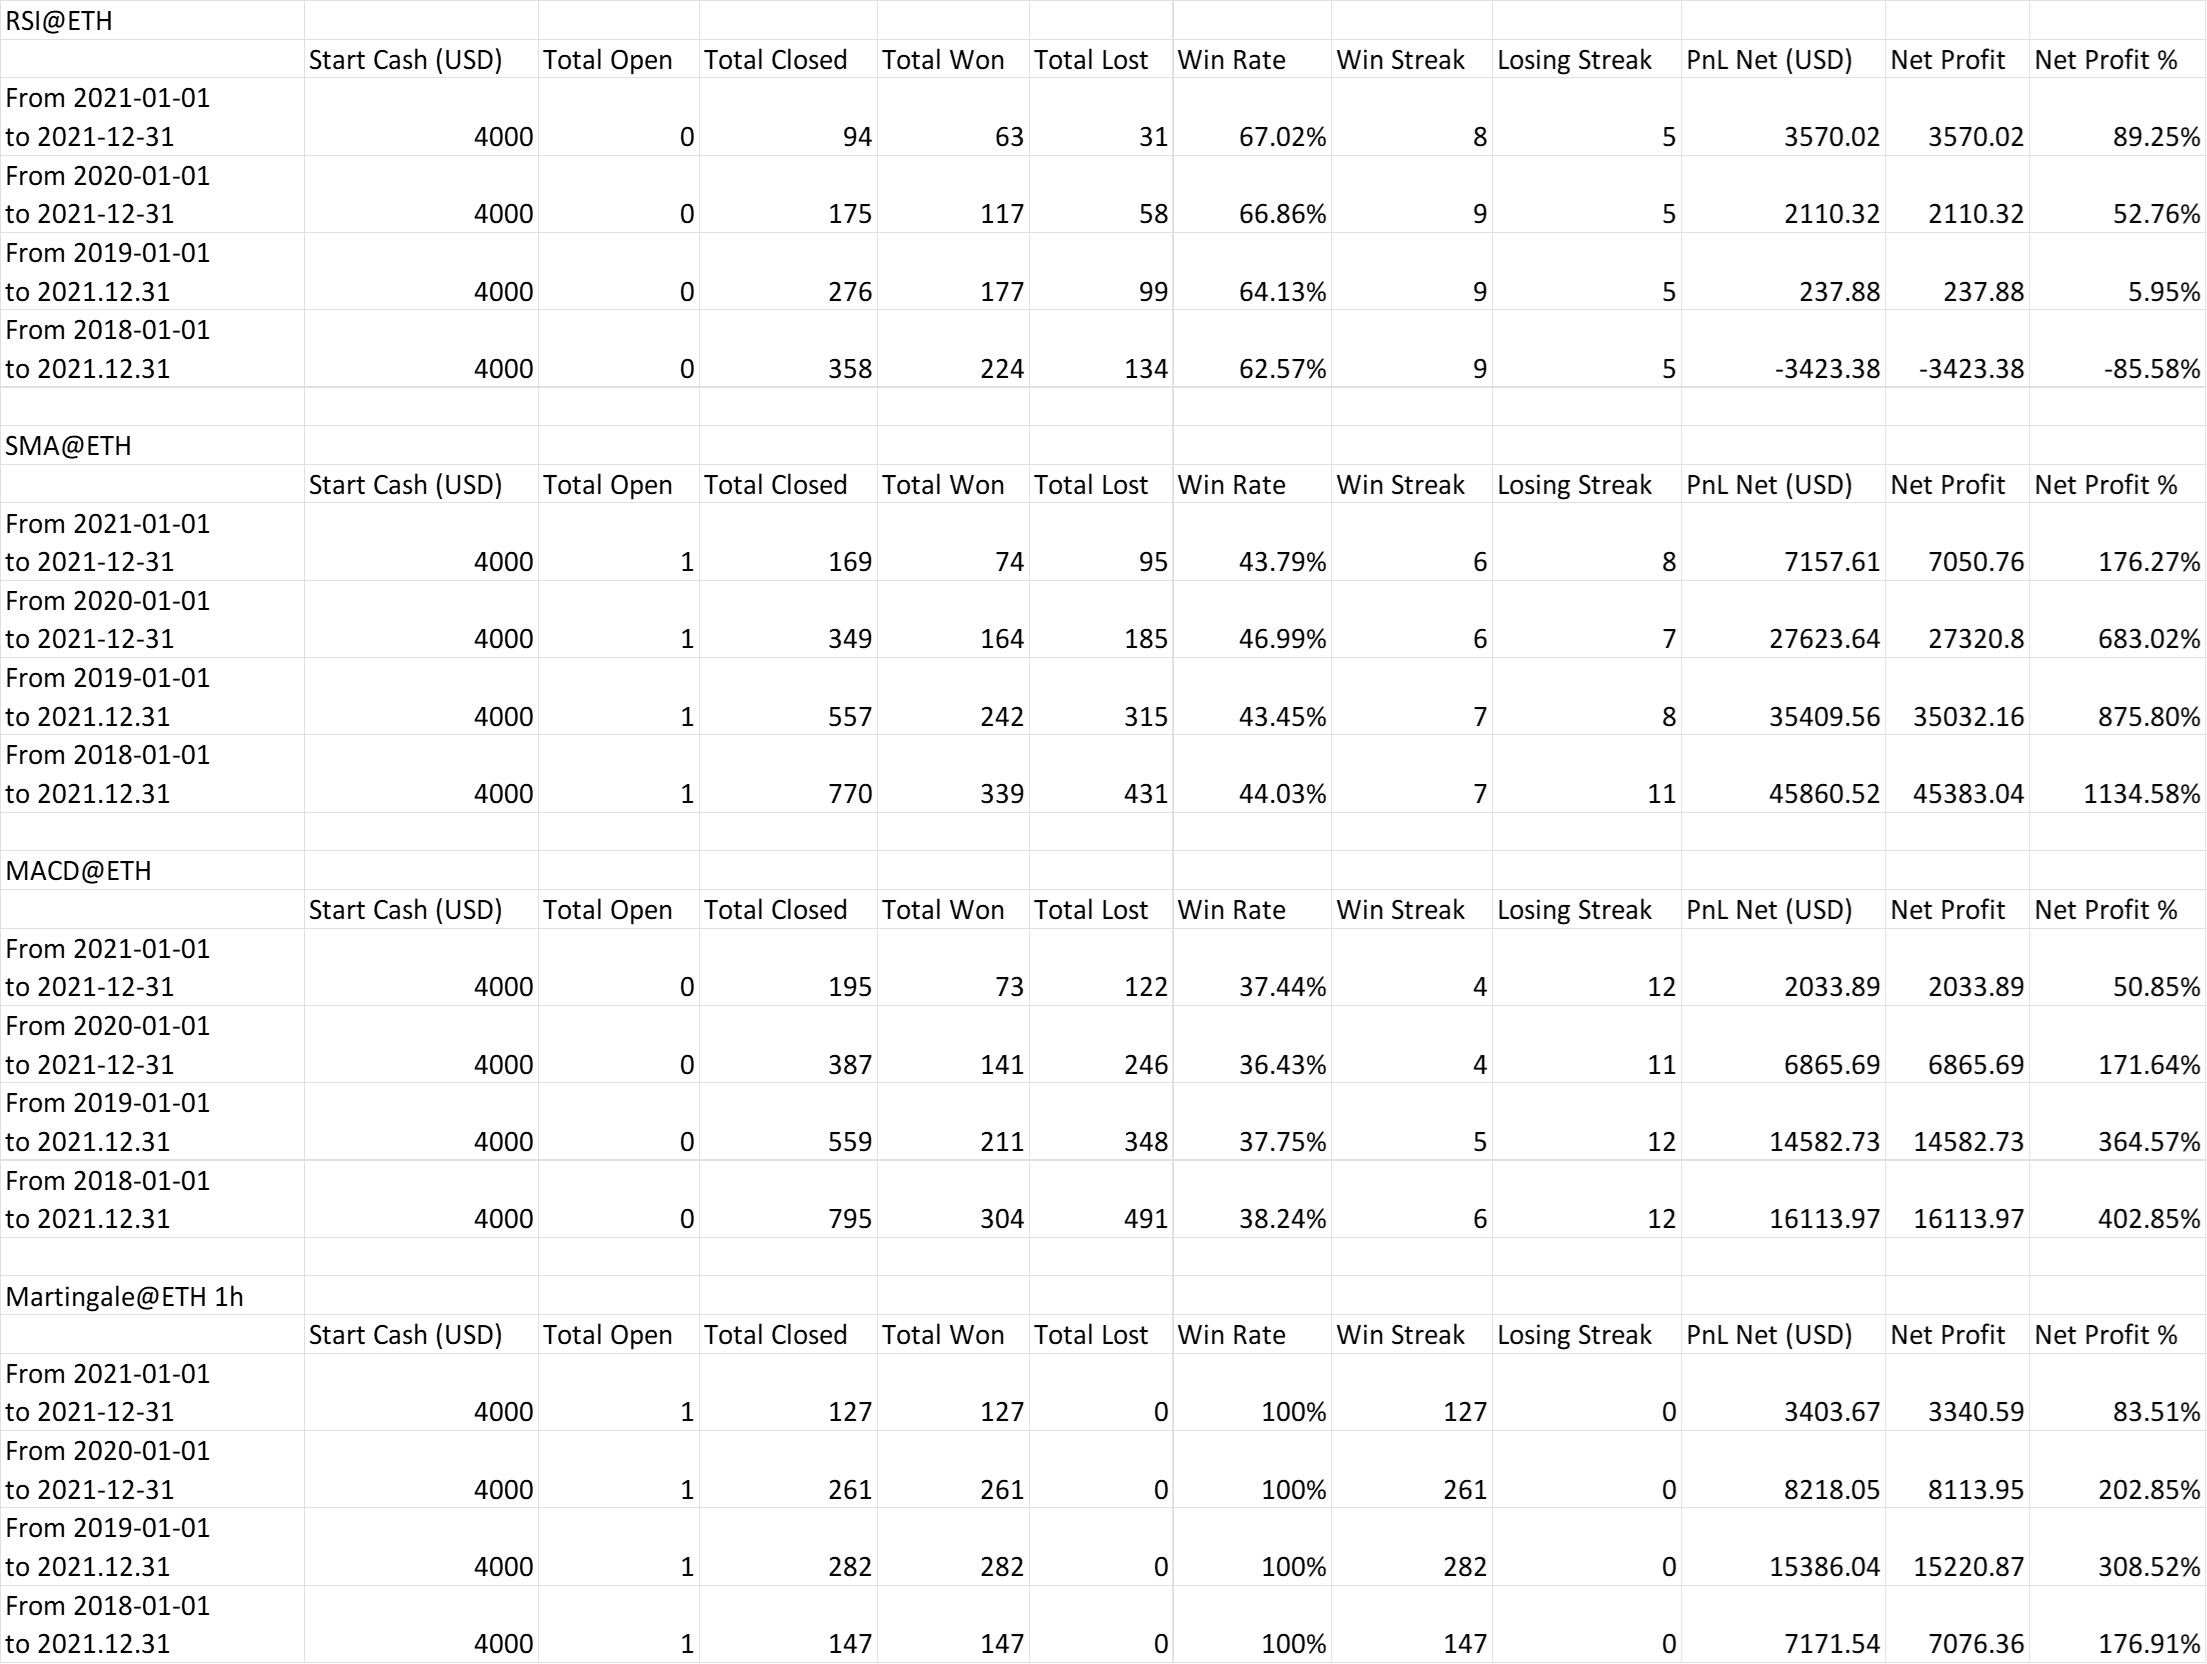 RSI@ETH
Start Cash (USD) Total Open Total Closed Total Won Total Lost Win Rate Win Streak Losing Streak PnL Net (USD) Net Profit Net Profit %
From 2021-01-01
to 2021-12-31 4000 0 94 63 31 67.02% 8 5 3570.02 3570.02 89.25%
From 2020-01-01
to 2021-12-31 4000 0 175 117 58 66.86% 9 5 2110.32 2110.32 52.76%
From 2019-01-01
to 2021.12.31 4000 0 276 177 99 64.13% 9 5 237.88 237.88 5.95%
From 2018-01-01
to 2021.12.31 4000 0 358 224 134 62.57% 9 5 -3423.38 -3423.38 -85.58%
SMA@ETH
Start Cash (USD) Total Open Total Closed Total Won Total Lost Win Rate Win Streak Losing Streak PnL Net (USD) Net Profit Net Profit %
From 2021-01-01
to 2021-12-31 4000 1 169 74 95 43.79% 6 8 7157.61 7050.76 176.27%
From 2020-01-01
to 2021-12-31 4000 1 349 164 185 46.99% 6 7 27623.64 27320.8 683.02%
From 2019-01-01
to 2021.12.31 4000 1 557 242 315 43.45% 7 8 35409.56 35032.16 875.80%
From 2018-01-01
to 2021.12.31 4000 1 770 339 431 44.03% 7 11 45860.52 45383.04 1134.58%
MACD@ETH
Start Cash (USD) Total Open Total Closed Total Won Total Lost Win Rate Win Streak Losing Streak PnL Net (USD) Net Profit Net Profit %
From 2021-01-01
to 2021-12-31 4000 0 195 73 122 37.44% 4 12 2033.89 2033.89 50.85%
From 2020-01-01
to 2021-12-31 4000 0 387 141 246 36.43% 4 11 6865.69 6865.69 171.64%
From 2019-01-01
to 2021.12.31 4000 0 559 211 348 37.75% 5 12 14582.73 14582.73 364.57%
From 2018-01-01
to 2021.12.31 4000 0 795 304 491 38.24% 6 12 16113.97 16113.97 402.85%
Martingale@ETH 1h
Start Cash (USD) Total Open Total Closed Total Won Total Lost Win Rate Win Streak Losing Streak PnL Net (USD) Net Profit Net Profit %
From 2021-01-01
to 2021-12-31 4000 1 127 127 0 100% 127 0 3403.67 3340.59 83.51%
From 2020-01-01
to 2021-12-31 4000 1 261 261 0 100% 261 0 8218.05 8113.95 202.85%
From 2019-01-01
to 2021.12.31 4000 1 282 282 0 100% 282 0 15386.04 15220.87 308.52%
From 2018-01-01
to 2021.12.31 4000 1 147 147 0 100% 147 0 7171.54 7076.36 176.91%